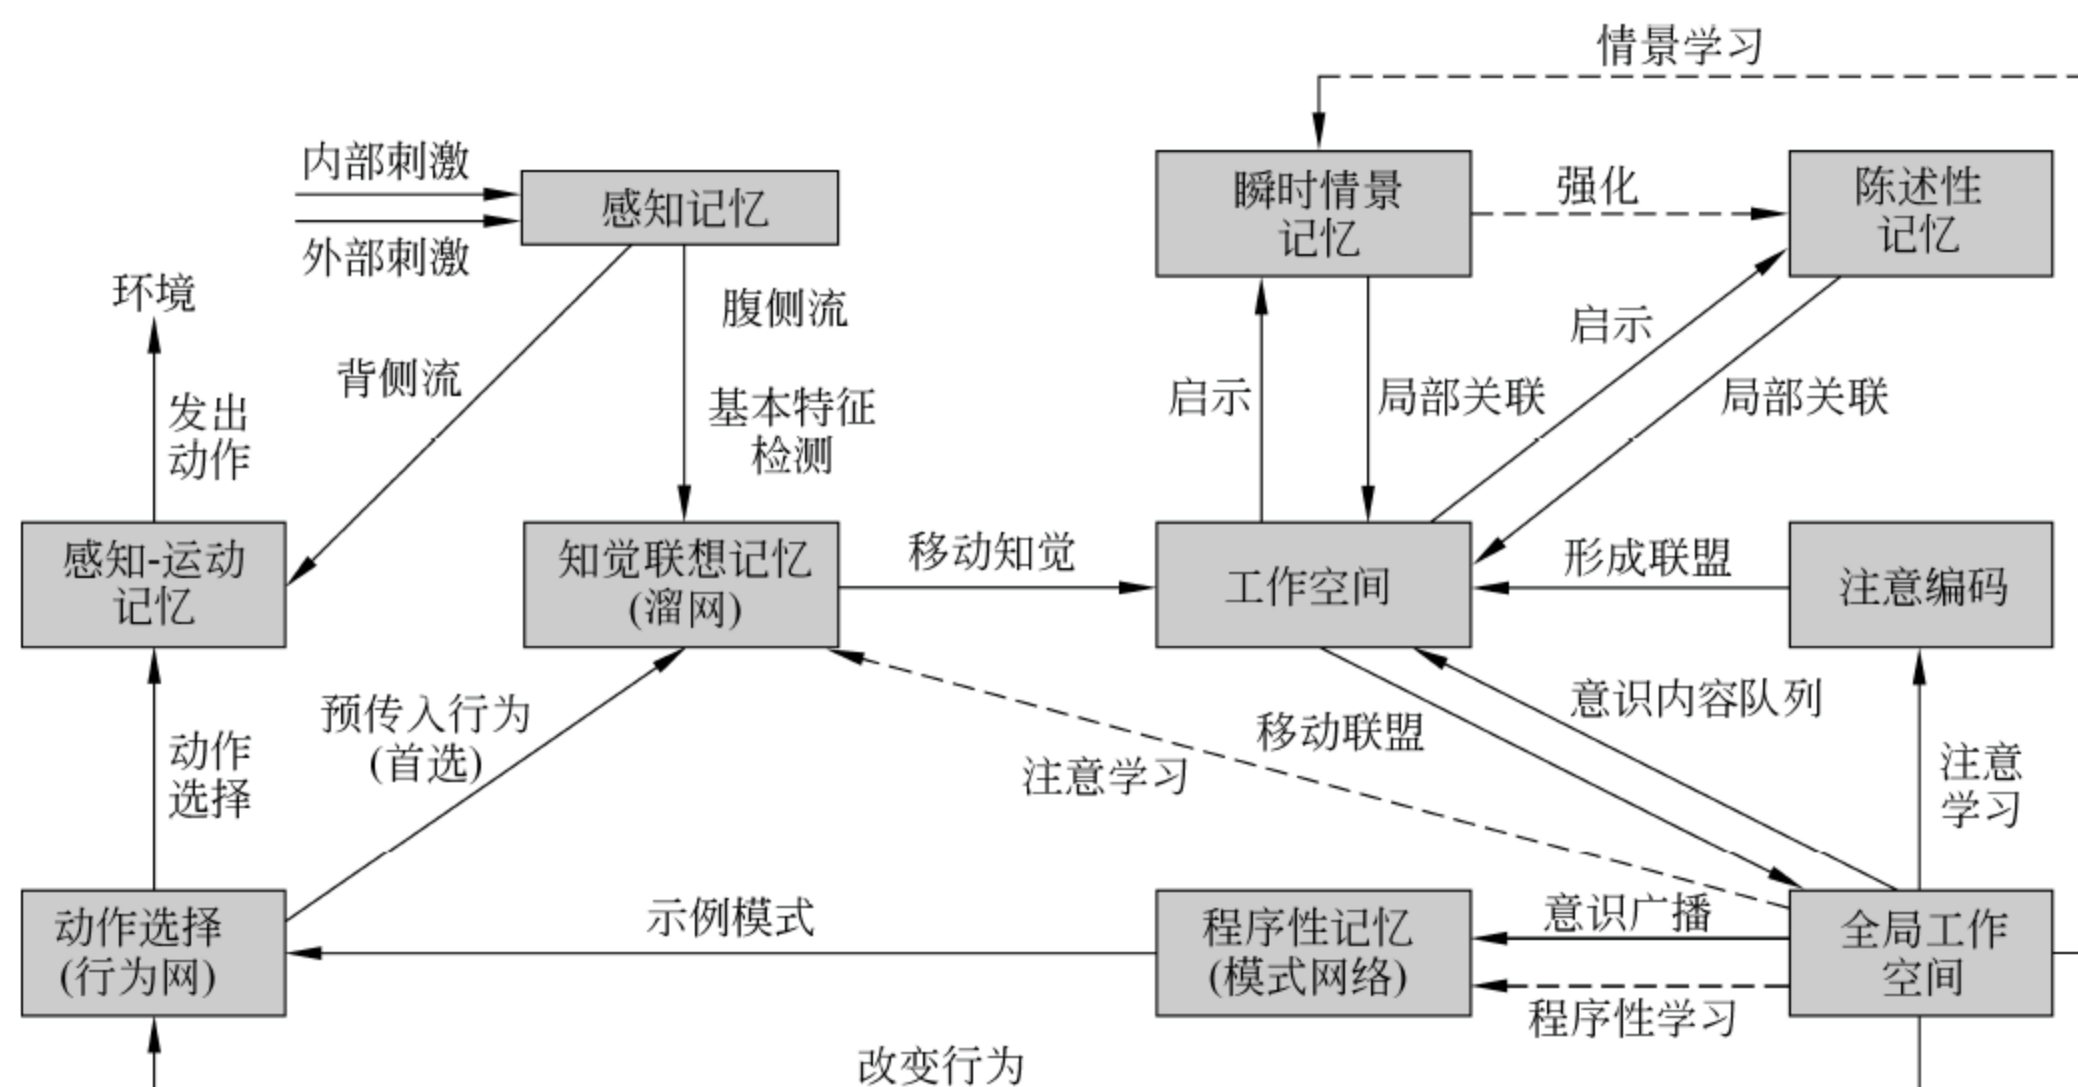 情景学习
内部刺激
外部刺激
感知记忆
瞬时情景
记忆
强化
陈述性
记忆
环境
腹侧流
背侧流
发出
动作
基本特征
检测
启示
局部关联
启示
局部关联
感知-运动
记忆
知觉联想记忆
(溜网)
移动知觉
工作空间
形成联盟
注意编码
预传入行为
(首选)
动作
选择
注意学习
移动联盟
意识内容队列
注意
学习
动作选择
(行为网)
示例模式
程序性记忆
(模式网络)
意识广播
程序性学习
全局工作
空间
改变行为